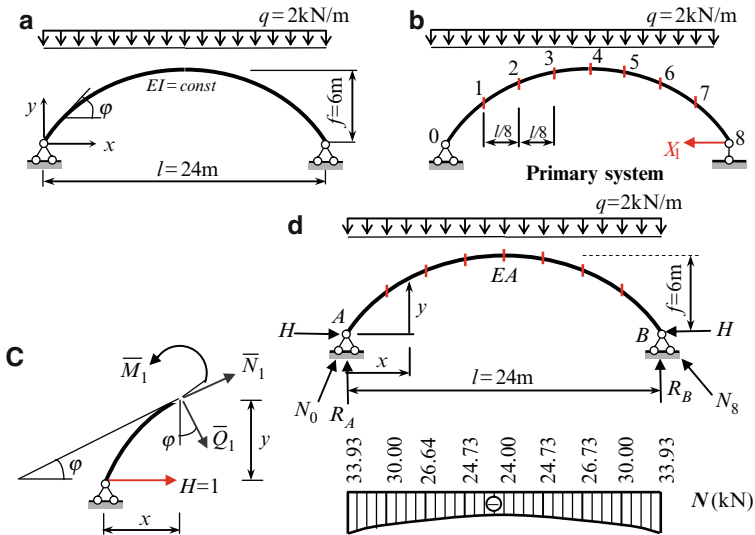 a
q = 2kN/m
EI = const
y
φ
x
f = 6m
l = 24m
b
q = 2kN/m
0
1
2
3
4
5
6
7
8
l/8
l/8
X1
Primary system
C
M̅1
N̅1
Q̅1
φ
φ
y
H = 1
x
d
q = 2kN/m
EA
A
B
H
H
y
x
f = 6m
l = 24m
N0
RA
RB
N8
33.93
30.00
26.64
24.73
24.00
24.73
26.73
30.00
33.93
−
N (kN)